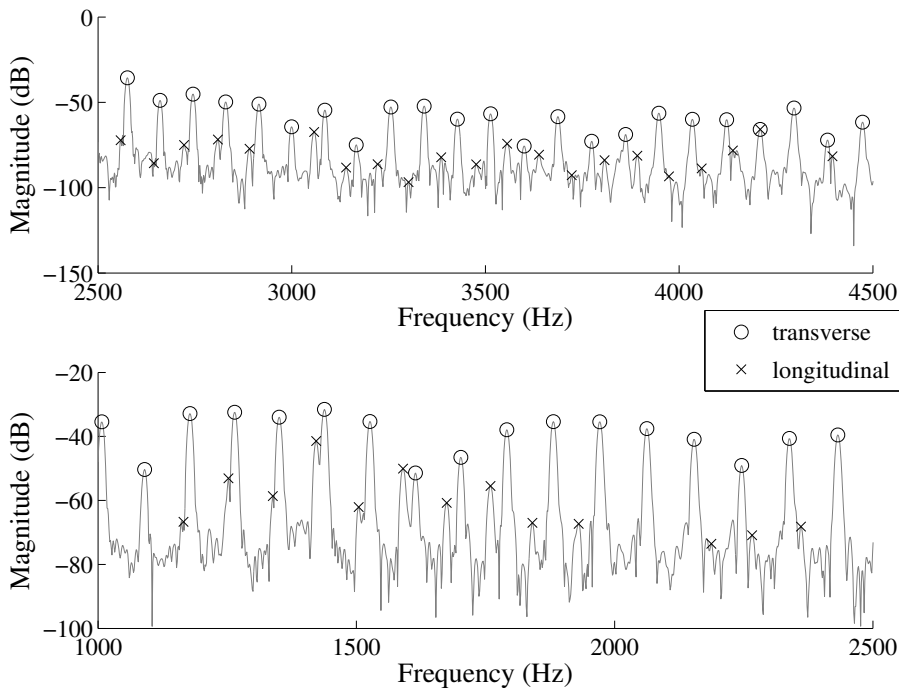 0
−50
−100
−150
Magnitude (dB)
2500 3000 3500 4000 4500
Frequency (Hz)
transverse
longitudinal
−20
−40
−60
−80
−100
Magnitude (dB)
1000 1500 2000 2500
Frequency (Hz)